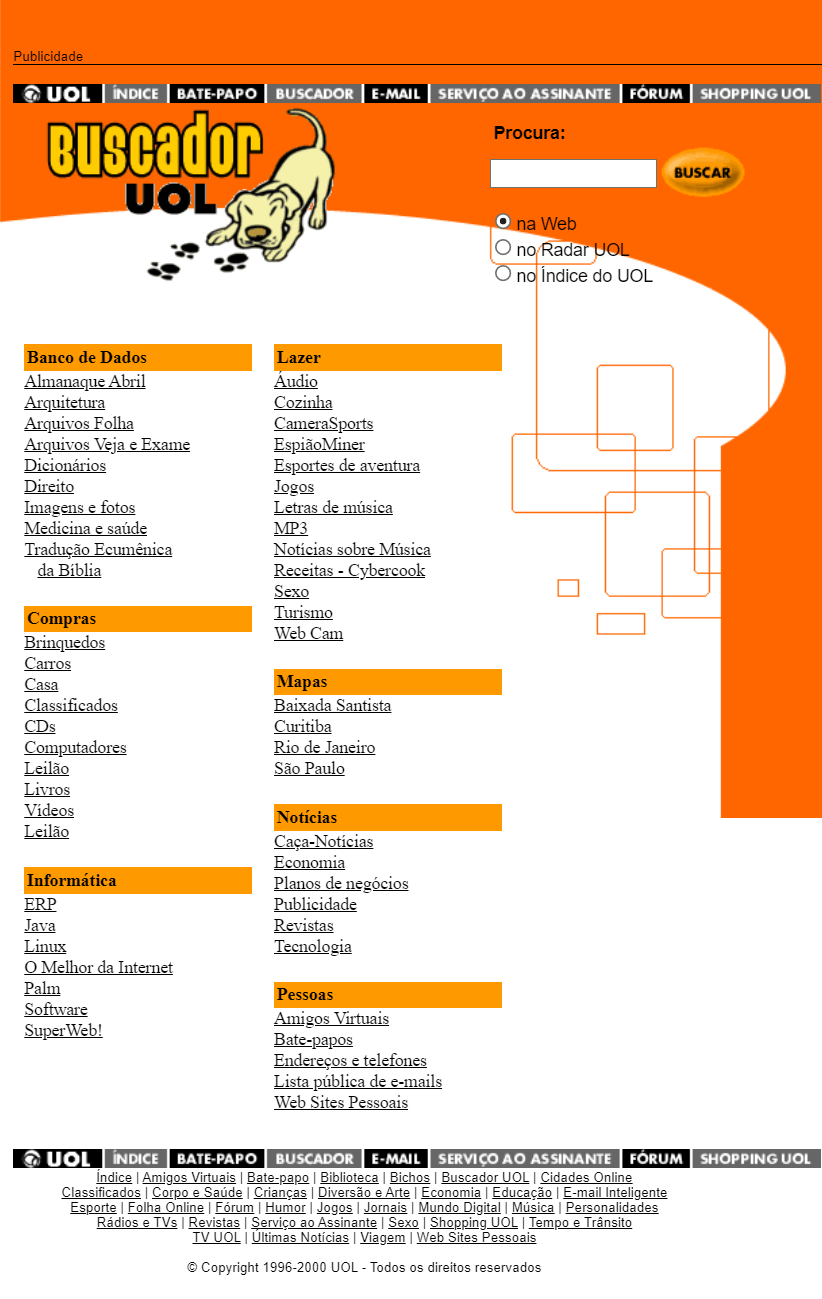 Publicidade
UOL ÍNDICE BATE-PAPO BUSCADOR E-MAIL SERVIÇO AO ASSINANTE FÓRUM SHOPPING UOL
BUSCADOR
UOL
Procura:
BUSCAR
na Web
no Radar UOL
no Índice do UOL
Banco de Dados
Almanaque Abril
Arquitetura
Arquivos Folha
Arquivos Veja e Exame
Dicionários
Direito
Imagens e fotos
Medicina e saúde
Tradução Ecumênica
da Bíblia
Compras
Brinquedos
Carros
Casa
Classificados
CDs
Computadores
Leilão
Livros
Vídeos
Leilão
Informática
ERP
Java
Linux
O Melhor da Internet
Palm
Software
SuperWeb!
Lazer
Áudio
Cozinha
CameraSports
EspiãoMiner
Esportes de aventura
Jogos
Letras de música
MP3
Notícias sobre Música
Receitas - Cybercook
Sexo
Turismo
Web Cam
Mapas
Baixada Santista
Curitiba
Rio de Janeiro
São Paulo
Notícias
Caça-Notícias
Economia
Planos de negócios
Publicidade
Revistas
Tecnologia
Pessoas
Amigos Virtuais
Bate-papos
Endereços e telefones
Lista pública de e-mails
Web Sites Pessoais
UOL ÍNDICE BATE-PAPO BUSCADOR E-MAIL SERVIÇO AO ASSINANTE FÓRUM SHOPPING UOL
Índice | Amigos Virtuais | Bate-papo | Biblioteca | Bichos | Buscador UOL | Cidades Online
Classificados | Corpo e Saúde | Crianças | Diversão e Arte | Economia | Educação | E-mail Inteligente
Esporte | Folha Online | Fórum | Humor | Jogos | Jornais | Mundo Digital | Música | Personalidades
Rádios e TVs | Revistas | Serviço ao Assinante | Sexo | Shopping UOL | Tempo e Trânsito
TV UOL | Últimas Notícias | Viagem | Web Sites Pessoais
© Copyright 1996-2000 UOL - Todos os direitos reservados